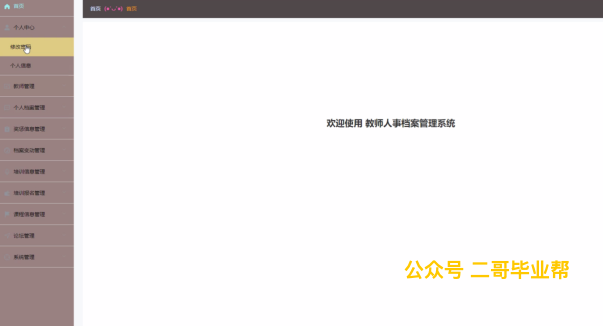 首页
首页 (●'◡'●) 首页
个人中心
修改密码
个人信息
教师管理
个人档案管理
奖惩信息管理
档案变动管理
培训信息管理
培训报名管理
课程信息管理
论坛管理
系统管理
欢迎使用 教师人事档案管理系统
公众号 二哥毕业帮